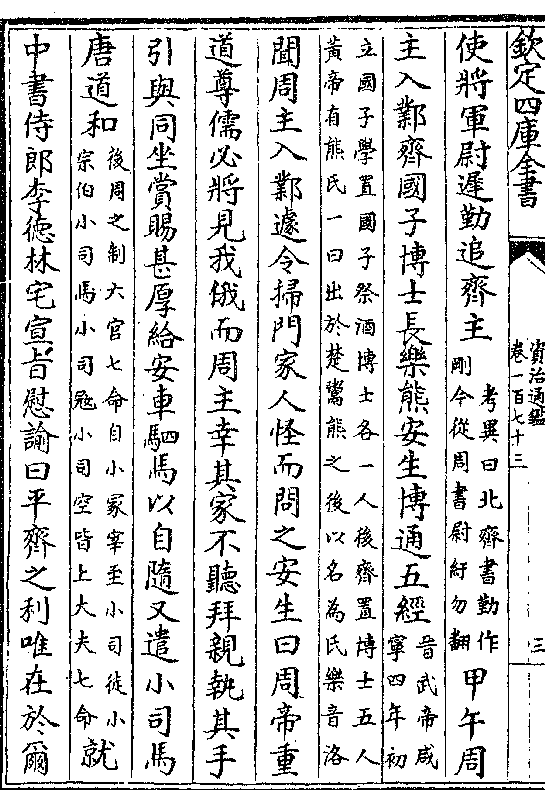 欽定四庫全書
資治通鑑
卷一百七十三
三
使將軍尉遲勤追齊主
考異曰北齊書勤作
剛今從周書尉紆勿翻
甲午周
主入鄴齊國子博士長樂熊安生博通五經
晉武帝咸
寧四年初
立國子學置國子祭酒博士各一人後齊置博士五人
黃帝有熊氏一曰出於楚鬻熊之後以名為氏樂音洛
聞周主入鄴遽令掃門家人怪而問之安生曰周帝重
道尊儒必將見我俄而周主幸其家不聽拜親執其手
引與同坐賞賜甚厚給安車駟馬以自隨又遣小司馬
唐道和
後周之制大官七命自小冢宰至小司徒小
宗伯小司馬小司寇小司空皆上大夫七命
就
中書侍郎李德林宅宣旨慰諭曰平齊之利唯在於爾